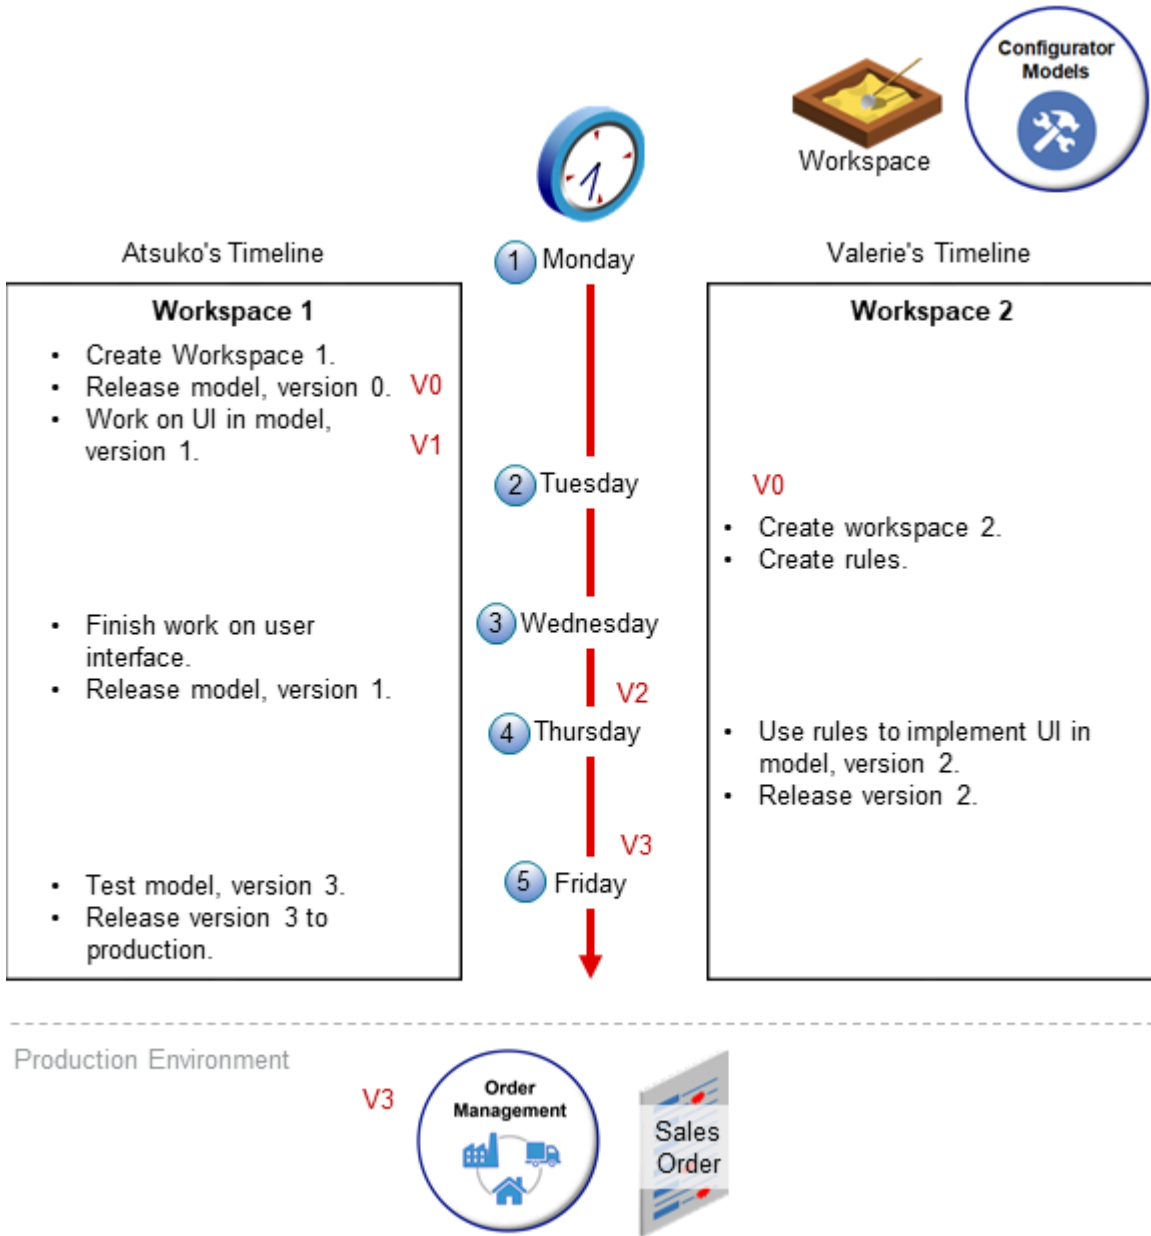 Configurator
Models
Workspace
Atsuko's Timeline
1 Monday
Valerie's Timeline
Workspace 1
• Create Workspace 1.
• Release model, version 0. V0
• Work on UI in model,
version 1. V1
2 Tuesday
Workspace 2
V0
• Create workspace 2.
• Create rules.
• Finish work on user
interface.
• Release model, version 1.
3 Wednesday
V2
4 Thursday
• Use rules to implement UI in
model, version 2.
• Release version 2.
V3
5 Friday
• Test model, version 3.
• Release version 3 to
production.
Production Environment
V3
Order
Management
Sales
Order